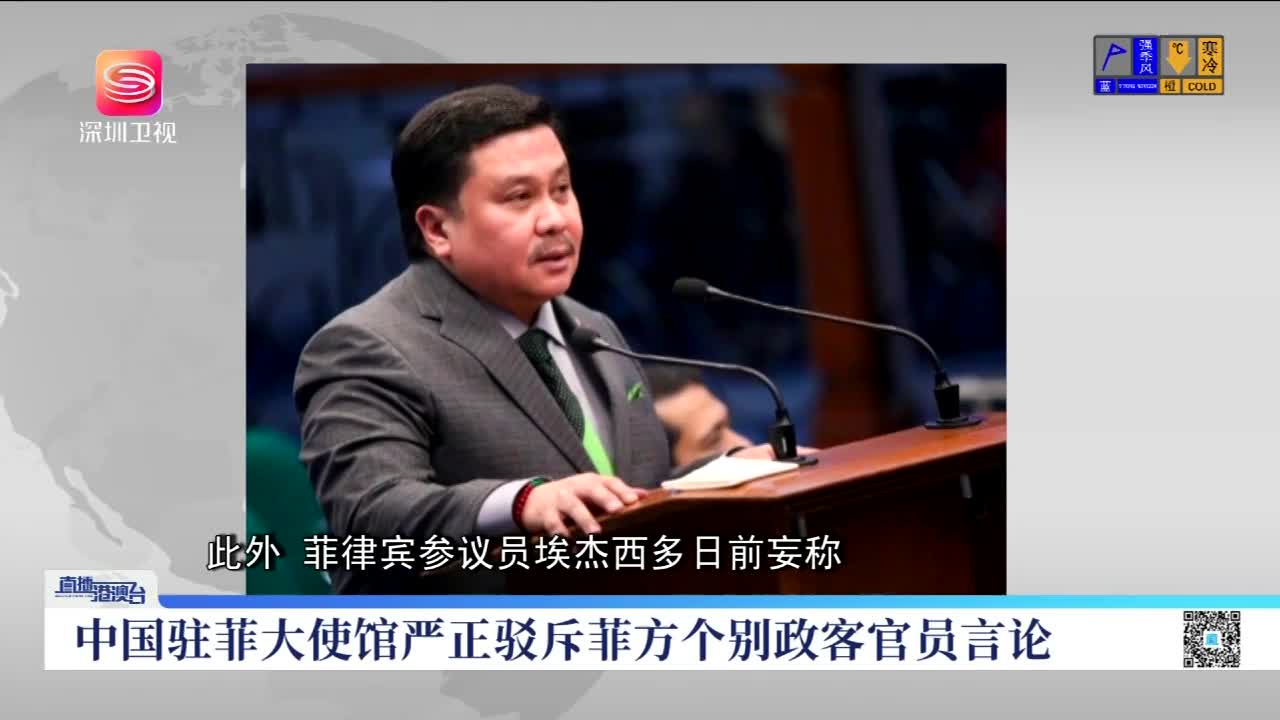 深圳卫视
强季风
℃
寒冷
蓝
橙
COLD
此外 菲律宾参议员埃杰西多日前妄称
直播港澳台
中国驻菲大使馆严正驳斥菲方个别政客官员言论